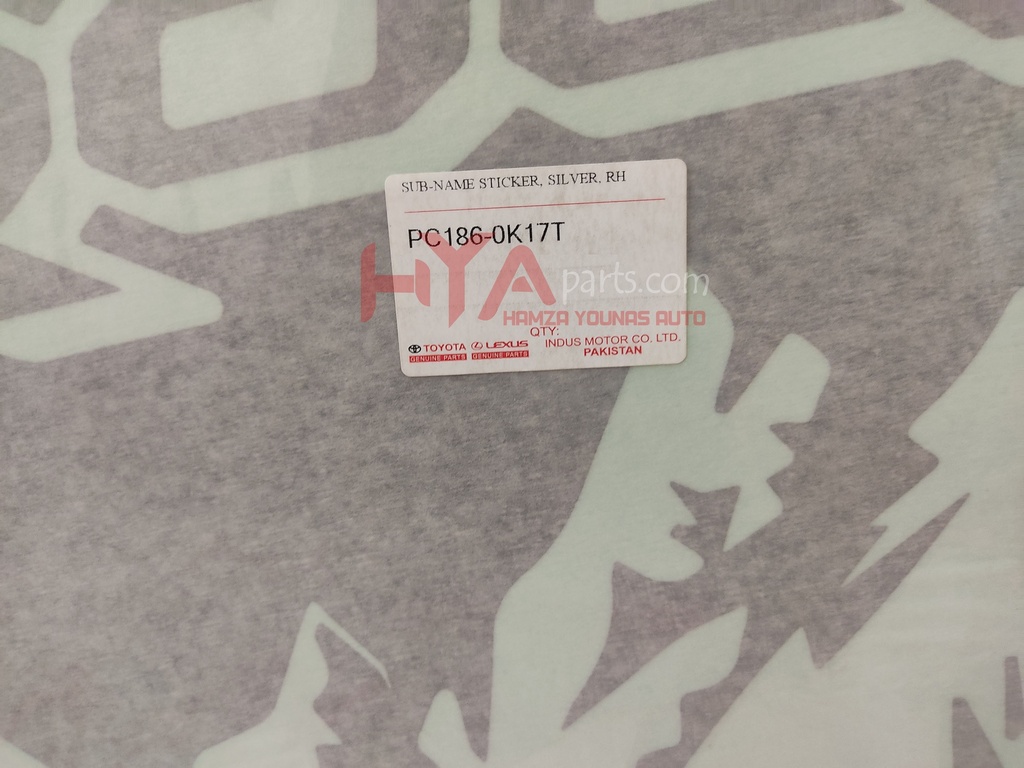 SUB-NAME STICKER, SILVER, RH
PC186-0K17T
HYAparts.com
HAMZA YOUNAS AUTO
QTY:
TOYOTA LEXUS INDUS MOTOR CO. LTD.
GENUINE PARTS GENUINE PARTS PAKISTAN